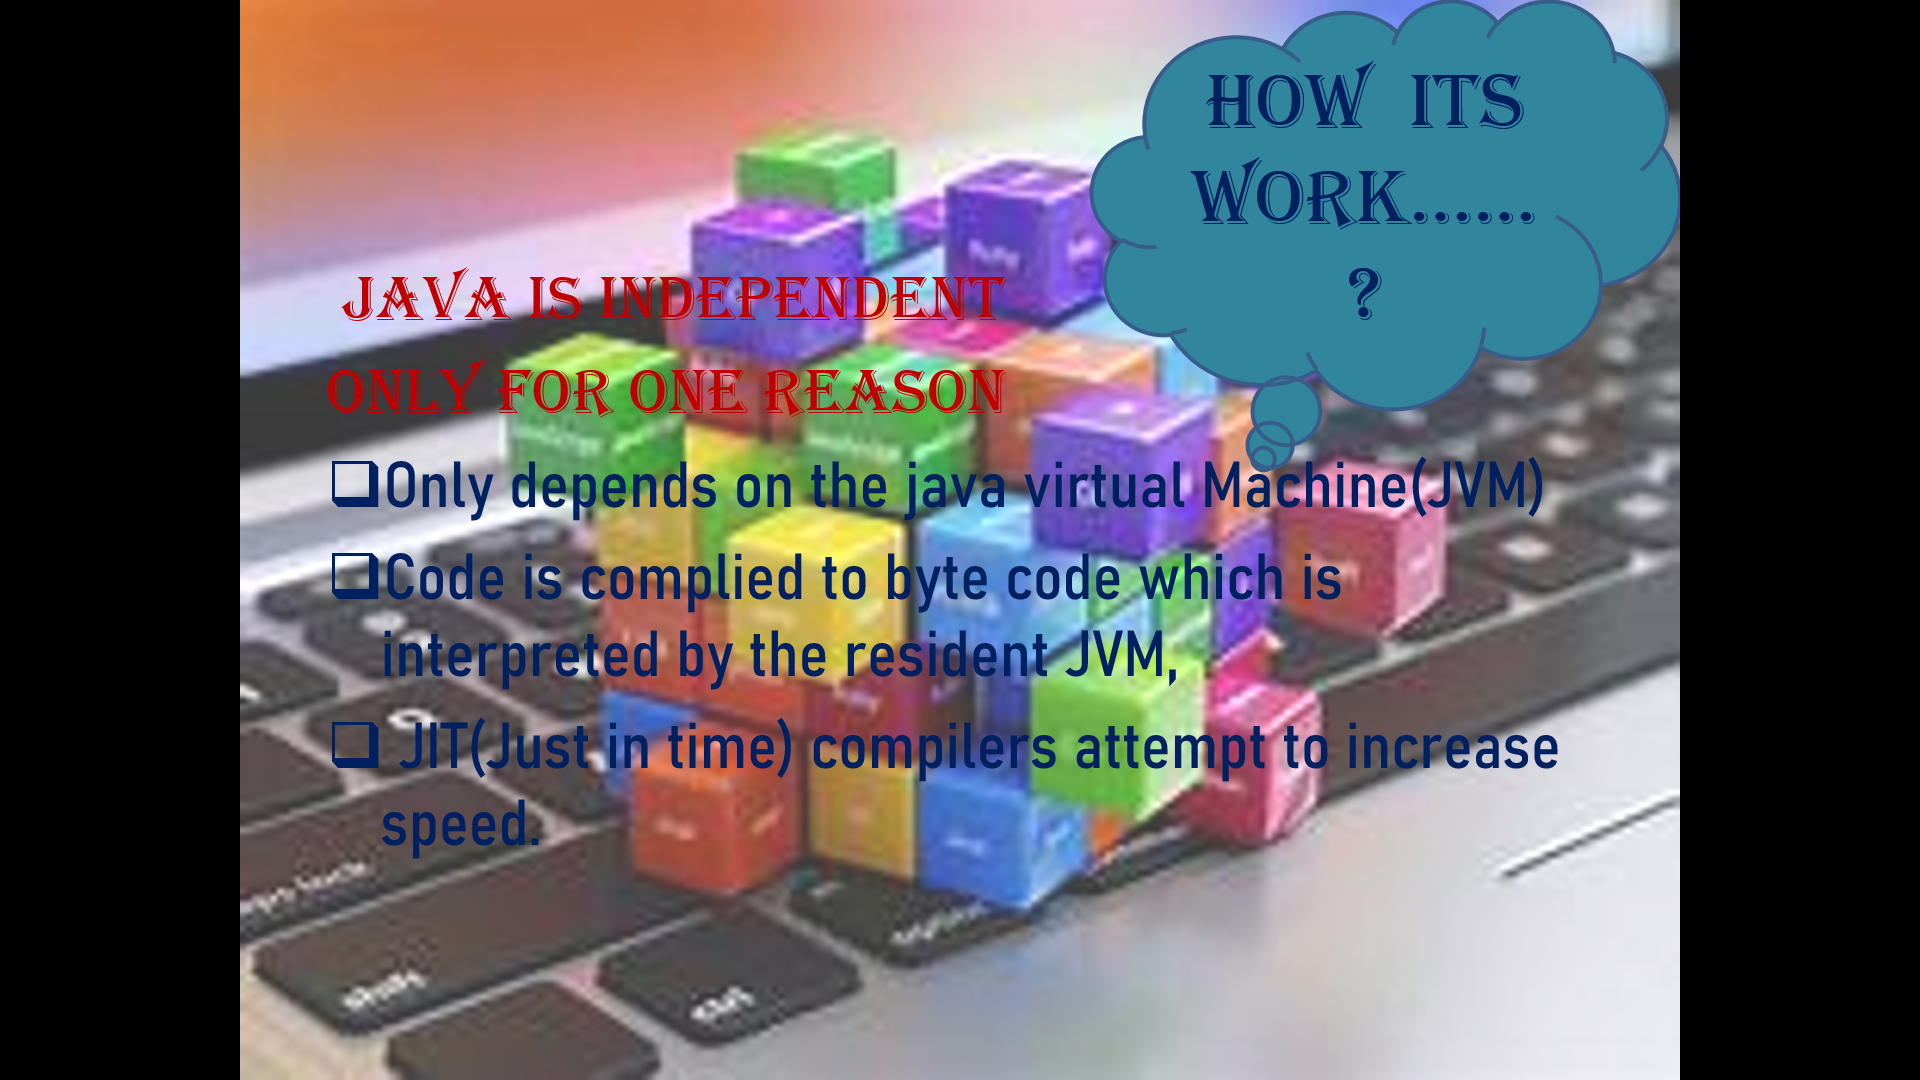 HOW ITS
WORK......
?
JAVA IS INDEPENDENT
ONLY FOR ONE REASON
❑Only depends on the java virtual Machine(JVM)
❑Code is complied to byte code which is
interpreted by the resident JVM,
❑ JIT(Just in time) compilers attempt to increase
speed.
shift
ctrl